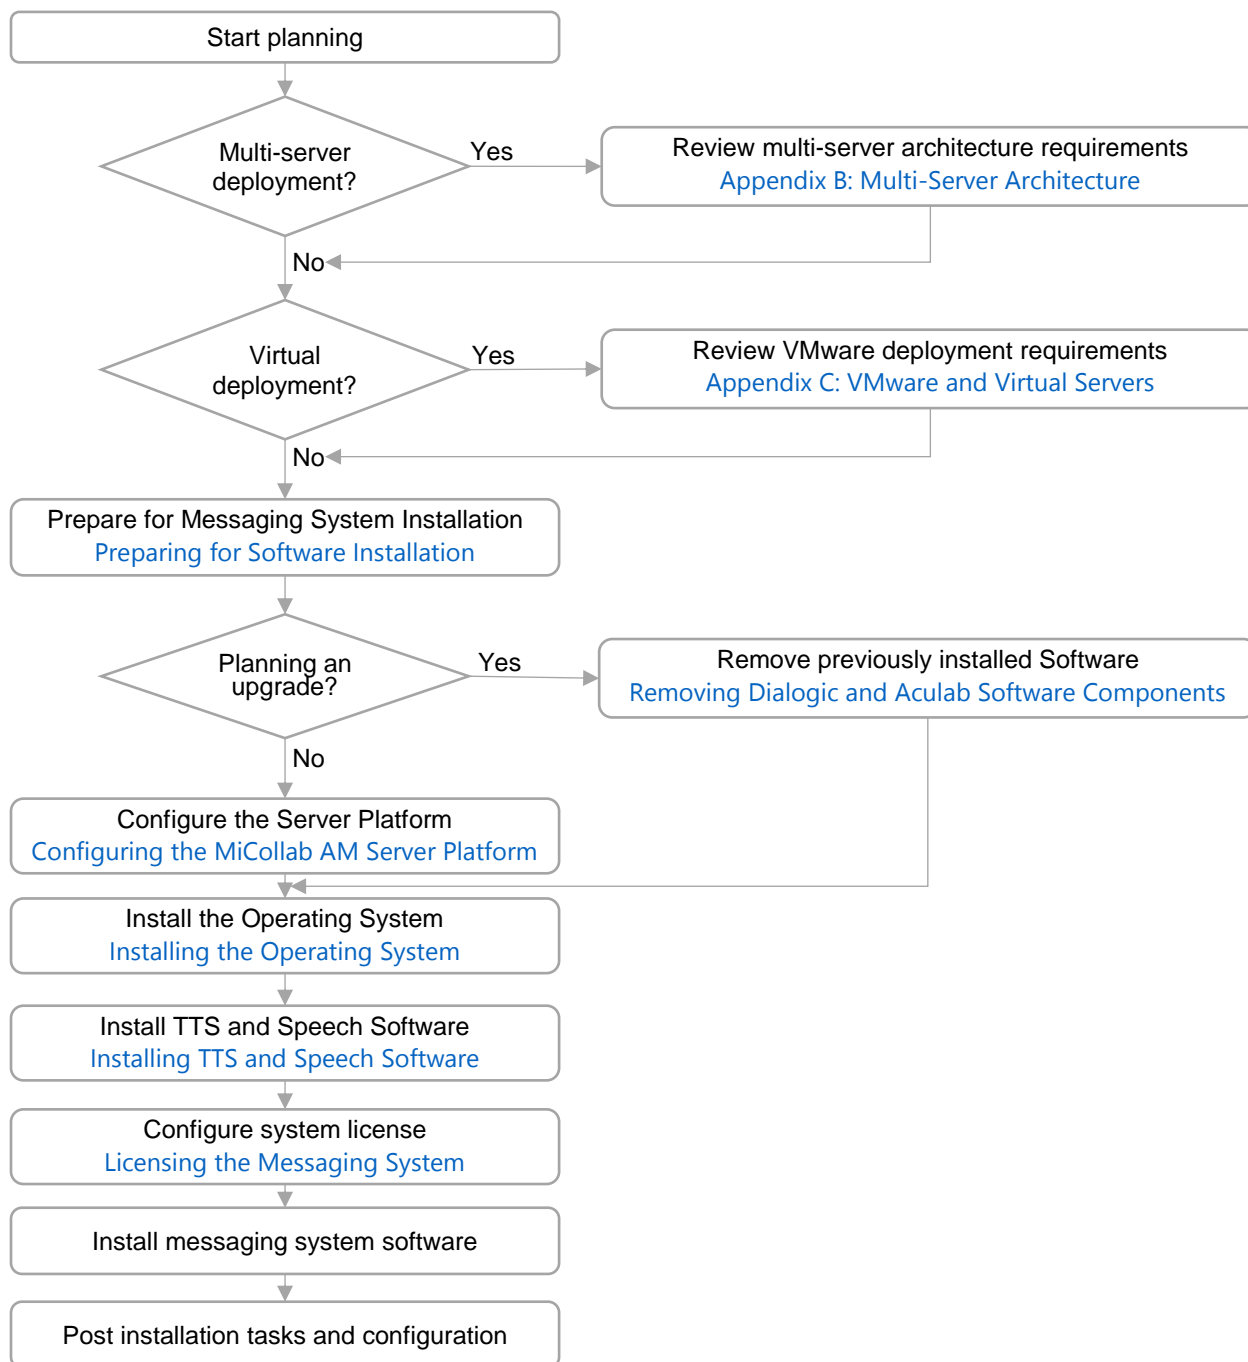 Start planning
Multi-server
deployment?
Yes
Review multi-server architecture requirements
Appendix B: Multi-Server Architecture
No
Virtual
deployment?
Yes
Review VMware deployment requirements
Appendix C: VMware and Virtual Servers
No
Prepare for Messaging System Installation
Preparing for Software Installation
Planning an
upgrade?
Yes
Remove previously installed Software
Removing Dialogic and Aculab Software Components
No
Configure the Server Platform
Configuring the MiCollab AM Server Platform
Install the Operating System
Installing the Operating System
Install TTS and Speech Software
Installing TTS and Speech Software
Configure system license
Licensing the Messaging System
Install messaging system software
Post installation tasks and configuration